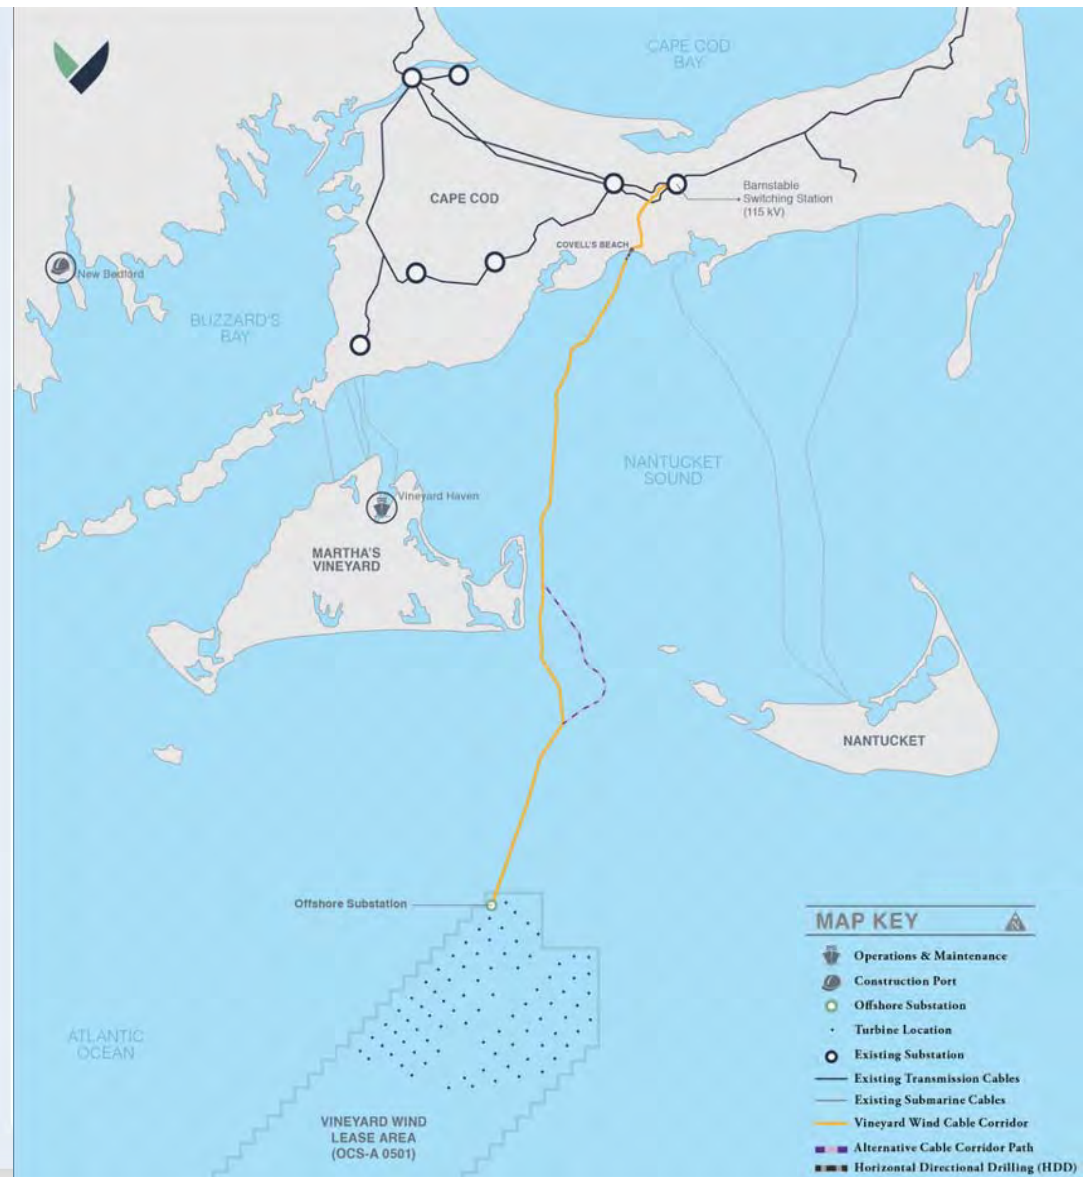 CAPE COD
BAY
CAPE COD
Barnstable
Switching Station
(115 kV)
COVELL'S BEACH
New Bedford
BUZZARD'S
BAY
NANTUCKET
SOUND
Vineyard Haven
MARTHA'S
VINEYARD
NANTUCKET
Offshore Substation
ATLANTIC
OCEAN
VINEYARD WIND
LEASE AREA
(OCS-A 0501)
MAP KEY
N
Operations & Maintenance
Construction Port
Offshore Substation
Turbine Location
Existing Substation
Existing Transmission Cables
Existing Submarine Cables
Vineyard Wind Cable Corridor
Alternative Cable Corridor Path
Horizontal Directional Drilling (HDD)